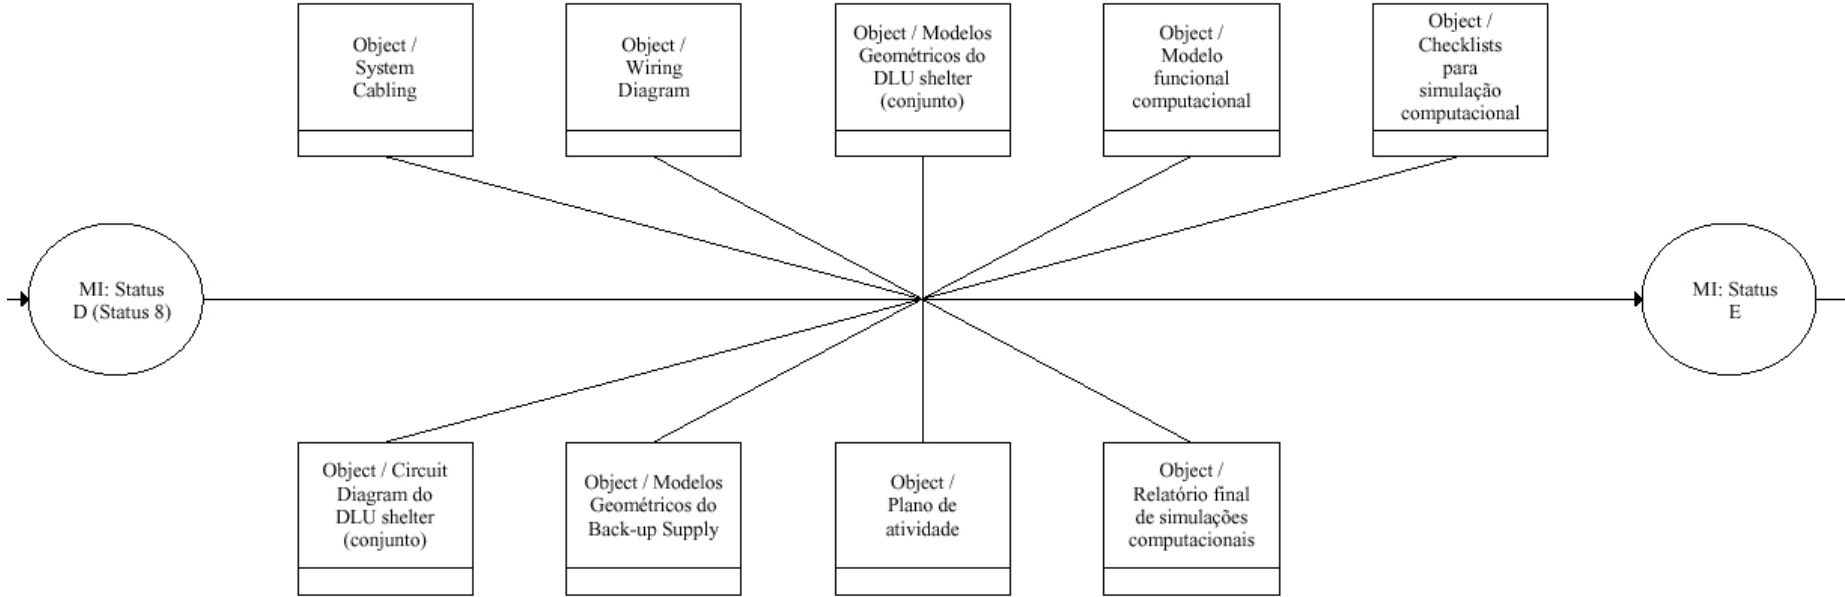 Object /
System
Cabling
Object /
Wiring
Diagram
Object / Modelos
Geométricos do
DLU shelter
(conjunto)
Object /
Modelo
funcional
computacional
Object /
Checklists
para
simulação
computacional
MI: Status
D (Status 8)
MI: Status
E
Object / Circuit
Diagram do
DLU shelter
(conjunto)
Object / Modelos
Geométricos do
Back-up Supply
Object /
Plano de
atividade
Object /
Relatório final
de simulações
computacionais